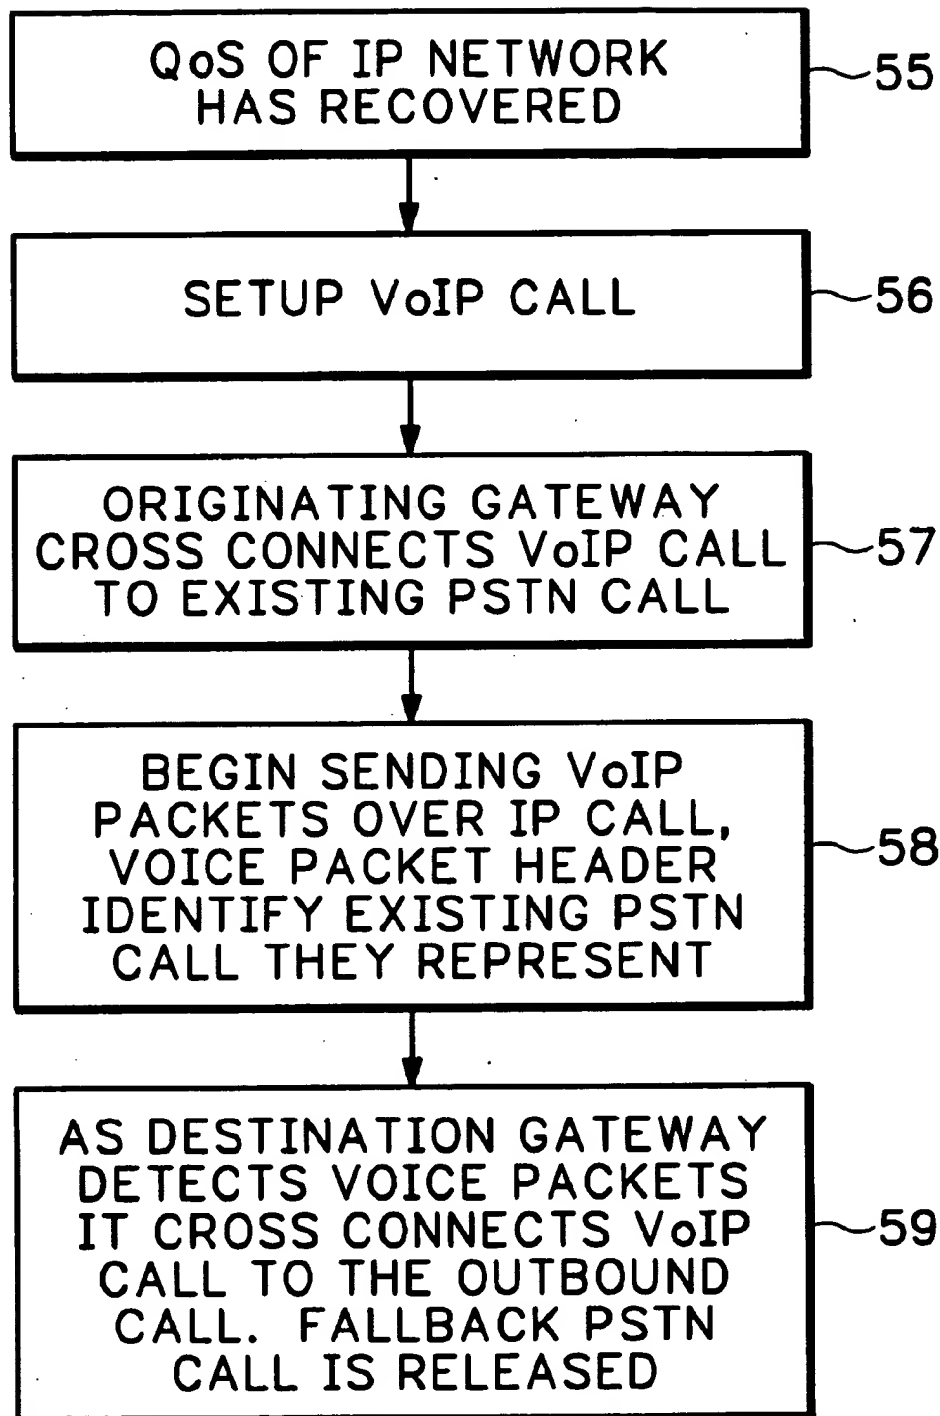 QoS OF IP NETWORK
HAS RECOVERED
55
SETUP VoIP CALL
56
ORIGINATING GATEWAY
CROSS CONNECTS VoIP CALL
TO EXISTING PSTN CALL
57
BEGIN SENDING VoIP
PACKETS OVER IP CALL,
VOICE PACKET HEADER
IDENTIFY EXISTING PSTN
CALL THEY REPRESENT
58
AS DESTINATION GATEWAY
DETECTS VOICE PACKETS
IT CROSS CONNECTS VoIP
CALL TO THE OUTBOUND
CALL. FALLBACK PSTN
CALL IS RELEASED
59